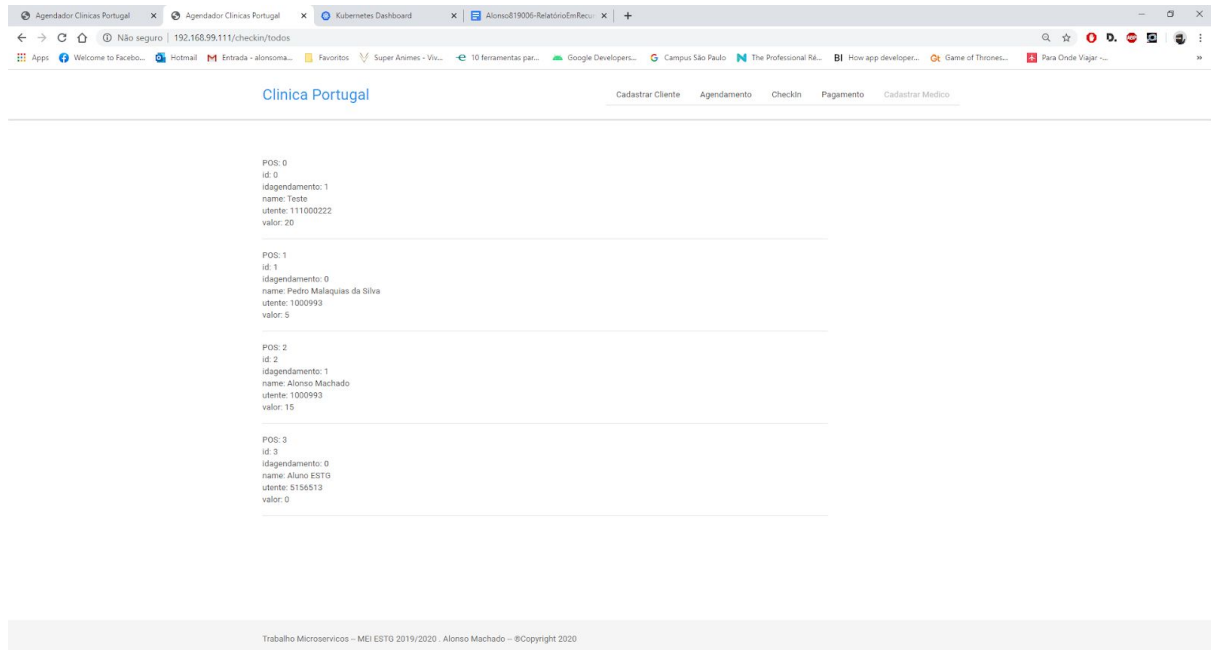 Agendador Clinicas Portugal
Agendador Clinicas Portugal
Kubernetes Dashboard
Alonso819006-RelatórioEmRecu
Não seguro | 192.168.99.111/checkin/todos
Apps
Welcome to Facebo...
Hotmail
Entrada - alonsoma...
Favoritos
Super Animes - Viv...
10 ferramentas par...
Google Developers...
Campus São Paulo
The Professional Ré...
How app developer...
Game of Thrones...
Para Onde Viajar -...
Clinica Portugal
Cadastrar Cliente
Agendamento
CheckIn
Pagamento
Cadastrar Medico
POS: 0
id: 0
idagendamento: 1
name: Teste
utente: 111000222
valor: 20
POS: 1
id: 1
idagendamento: 0
name: Pedro Malaquias da Silva
utente: 1000993
valor: 5
POS: 2
id: 2
idagendamento: 1
name: Alonso Machado
utente: 1000993
valor: 15
POS: 3
id: 3
idagendamento: 0
name: Aluno ESTG
utente: 5156513
valor: 0
Trabalho Microservicos -- MEI ESTG 2019/2020 . Alonso Machado -- ®Copyright 2020